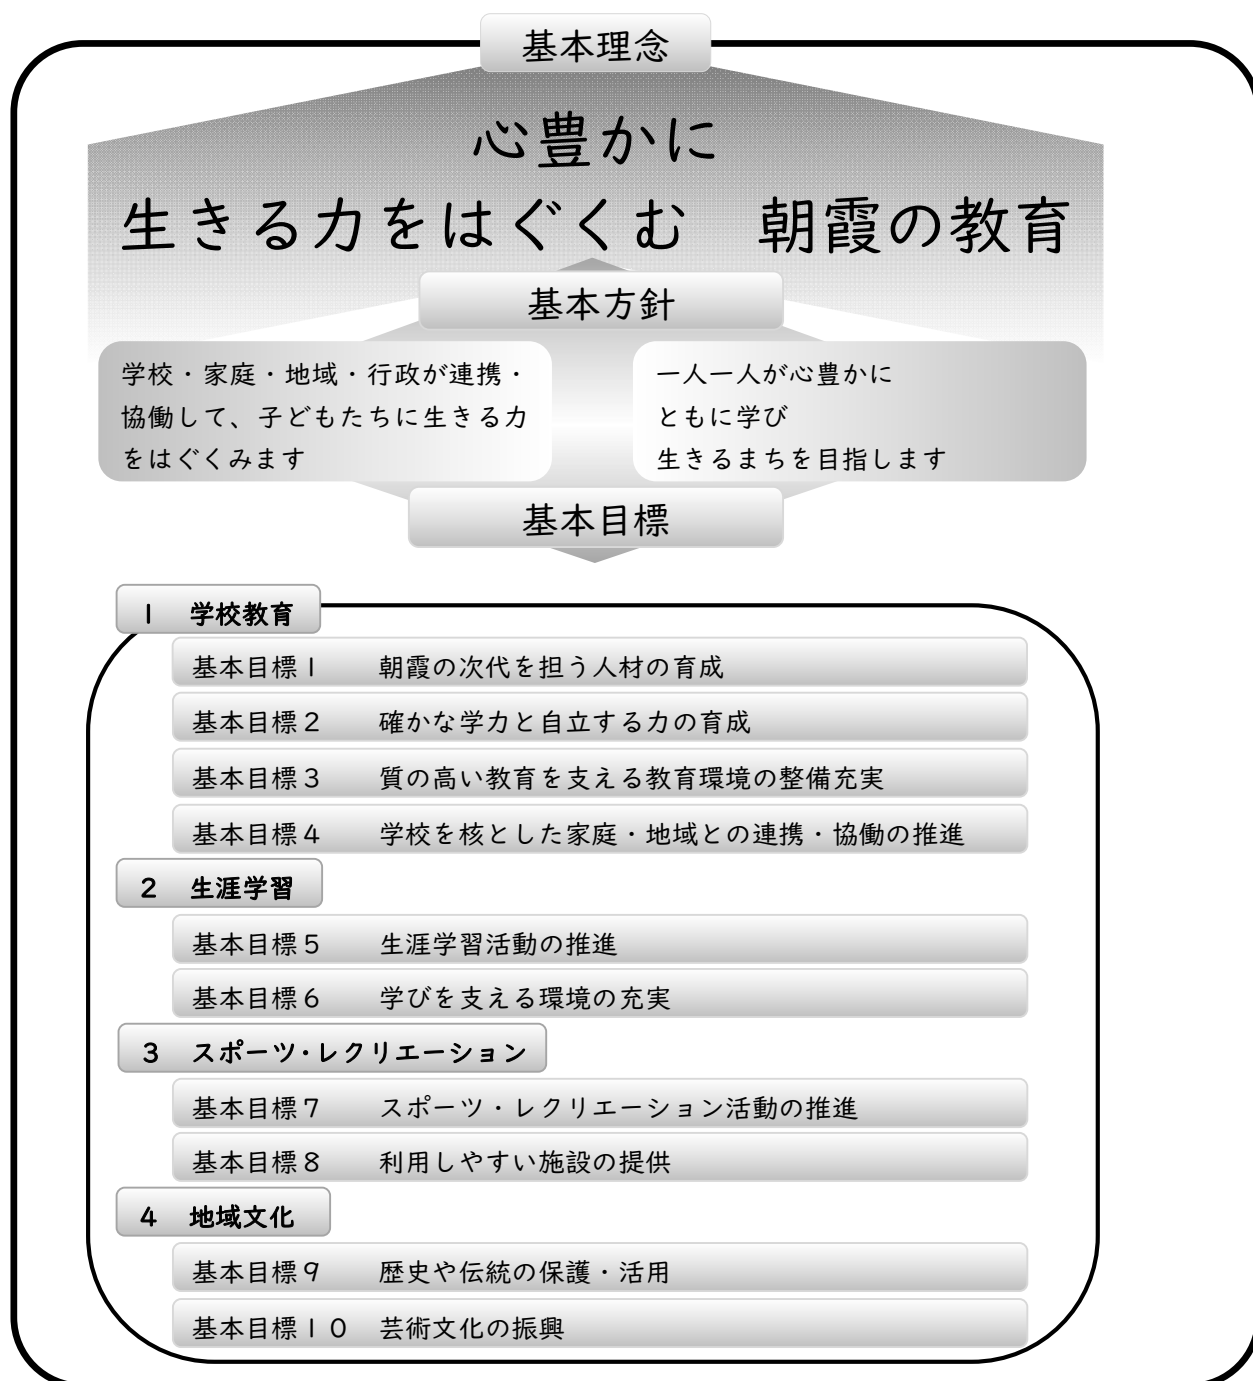 基本理念
心豊かに
生きる力をはぐくむ　朝霞の教育
基本方針
学校・家庭・地域・行政が連携・
協働して、子どもたちに生きる力
をはぐくみます
一人一人が心豊かに
ともに学び
生きるまちを目指します
基本目標
１　学校教育
基本目標１　朝霞の次代を担う人材の育成
基本目標２　確かな学力と自立する力の育成
基本目標３　質の高い教育を支える教育環境の整備充実
基本目標４　学校を核とした家庭・地域との連携・協働の推進
２　生涯学習
基本目標５　生涯学習活動の推進
基本目標６　学びを支える環境の充実
３　スポーツ・レクリエーション
基本目標７　スポーツ・レクリエーション活動の推進
基本目標８　利用しやすい施設の提供
４　地域文化
基本目標９　歴史や伝統の保護・活用
基本目標１０　芸術文化の振興